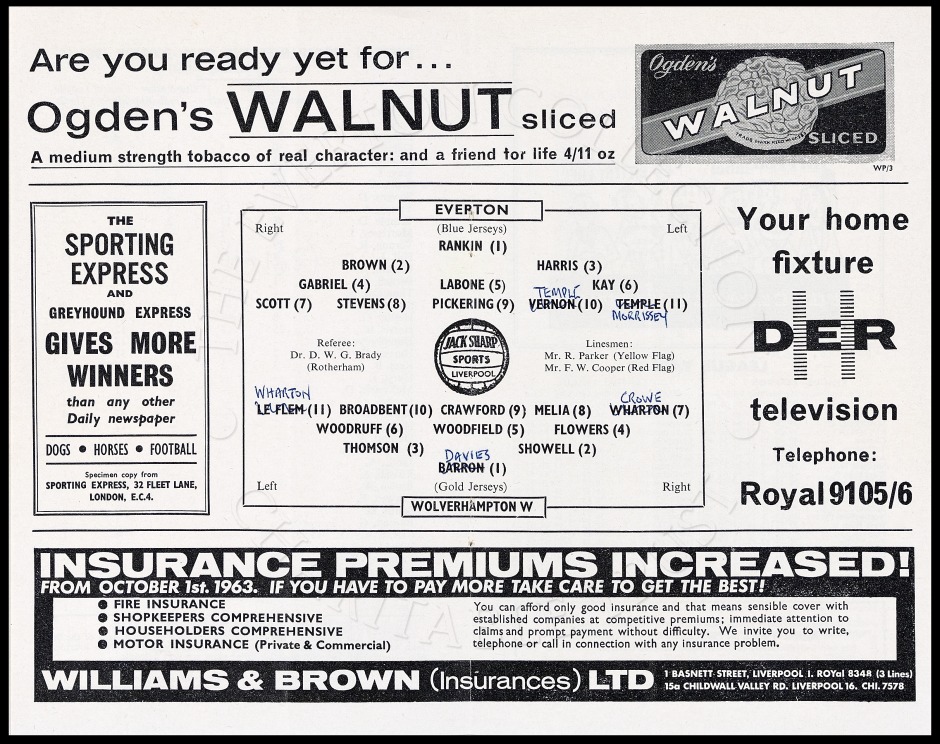 Are you ready yet for...
Ogden's WALNUT sliced
A medium strength tobacco of real character: and a friend for life 4/11 oz
Ogden's
WALNUT
TRADE MARK
SLICED
WP/3
THE
SPORTING
EXPRESS
AND
GREYHOUND EXPRESS
GIVES MORE
WINNERS
than any other
Daily newspaper
DOGS • HORSES • FOOTBALL
Specimen copy from
SPORTING EXPRESS, 32 FLEET LANE,
LONDON, E.C.4.
EVERTON
Right (Blue Jerseys) Left
RANKIN (1)
BROWN (2) HARRIS (3)
GABRIEL (4) LABONE (5) KAY (6)
TEMPLE
SCOTT (7) STEVENS (8) PICKERING (9) VERNON (10) TEMPLE (11)
MORRISSEY
Referee:
Dr. D. W. G. Brady
(Rotherham)
JACK SHARP
SPORTS
LIVERPOOL
Linesmen:
Mr. R. Parker (Yellow Flag)
Mr. F. W. Cooper (Red Flag)
WHARTON CROWE
LE FLEM (11) BROADBENT (10) CRAWFORD (9) MELIA (8) WHARTON (7)
WOODRUFF (6) WOODFIELD (5) FLOWERS (4)
THOMSON (3) SHOWELL (2)
DAVIES
BARRON (1)
Left (Gold Jerseys) Right
WOLVERHAMPTON W
Your home
fixture
DER
television
Telephone:
Royal 9105/6
INSURANCE PREMIUMS INCREASED!
FROM OCTOBER 1st. 1963. IF YOU HAVE TO PAY MORE TAKE CARE TO GET THE BEST!
● FIRE INSURANCE
● SHOPKEEPERS COMPREHENSIVE
● HOUSEHOLDERS COMPREHENSIVE
● MOTOR INSURANCE (Private & Commercial)
You can afford only good insurance and that means sensible cover with
established companies at competitive premiums; immediate attention to
claims and prompt payment without difficulty. We invite you to write,
telephone or call in connection with any insurance problem.
WILLIAMS & BROWN (Insurances) LTD
1 BASNETT STREET, LIVERPOOL 1. ROYal 8348 (3 Lines)
15a CHILDWALL VALLEY RD. LIVERPOOL 16. CHI. 7578